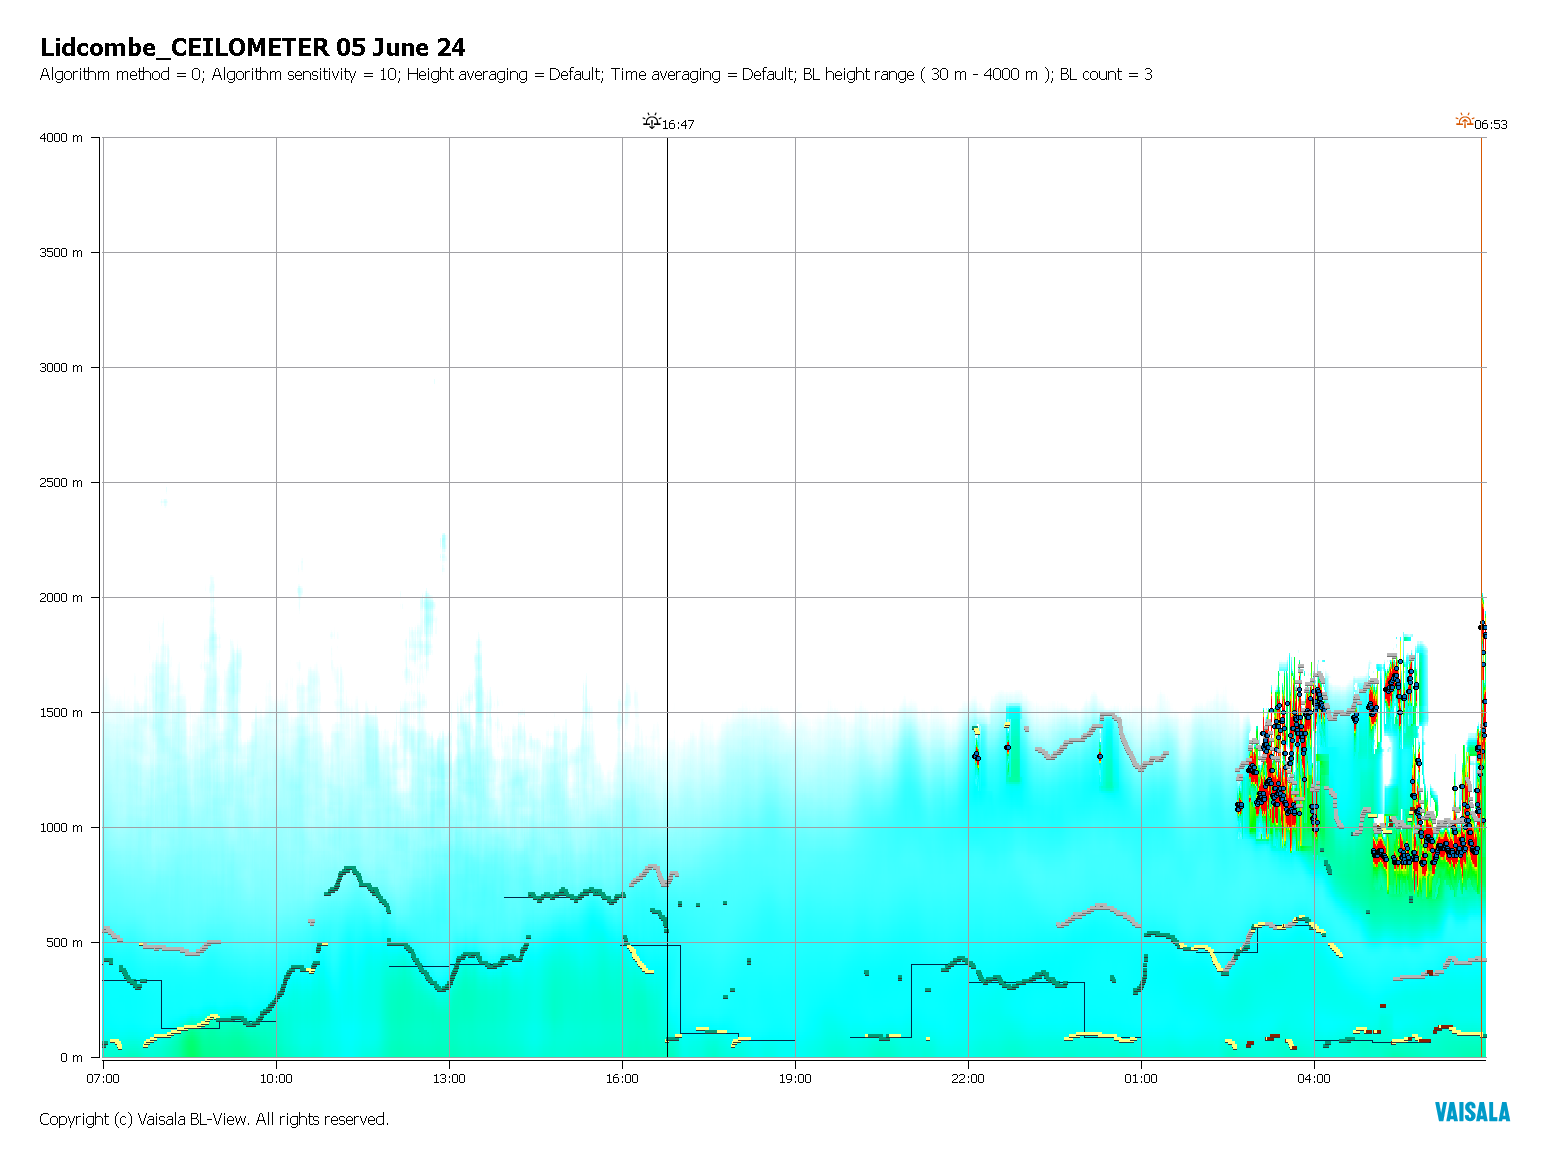 Lidcombe_CEILOMETER 05 June 24
Algorithm method = 0; Algorithm sensitivity = 10; Height averaging = Default; Time averaging = Default; BL height range ( 30 m - 4000 m ); BL count = 3
16:47
06:53
4000 m
3500 m
3000 m
2500 m
2000 m
1500 m
1000 m
500 m
0 m
07:00
10:00
13:00
16:00
19:00
22:00
01:00
04:00
Copyright (c) Vaisala BL-View. All rights reserved.
VAISALA